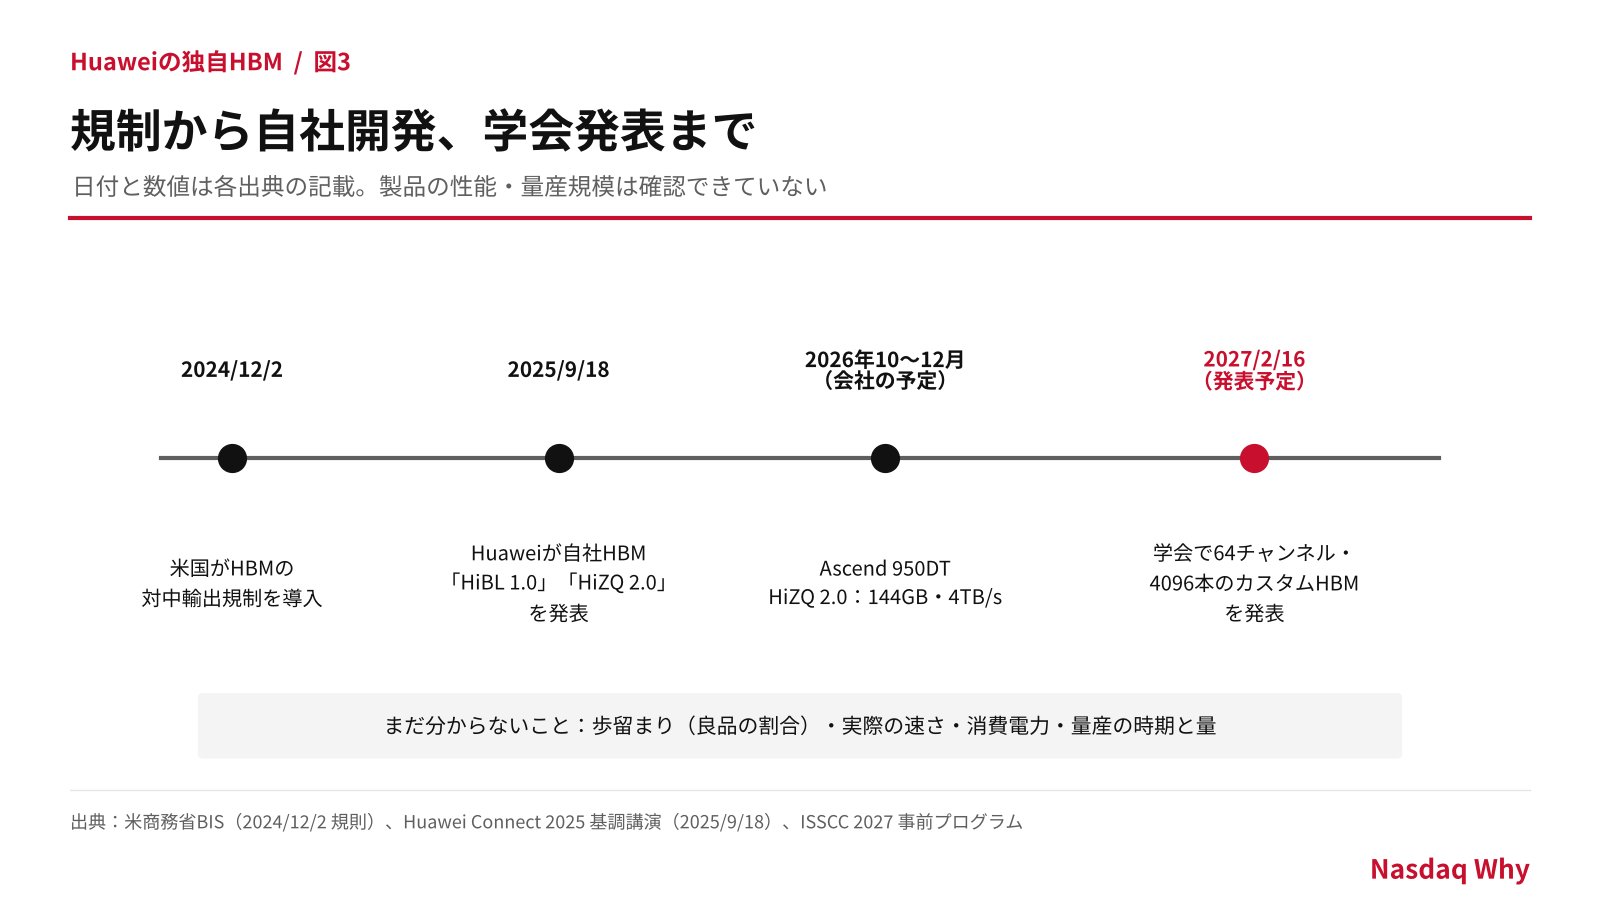 Huaweiの独自HBM / 図3
規制から自社開発、学会発表まで
日付と数値は各出典の記載。製品の性能・量産規模は確認できていない
2024/12/2
2025/9/18
2026年10〜12月
（会社の予定）
2027/2/16
（発表予定）
米国がHBMの
対中輸出規制を導入
Huaweiが自社HBM
「HiBL 1.0」「HiZQ 2.0」
を発表
Ascend 950DT
HiZQ 2.0：144GB・4TB/s
学会で64チャンネル・
4096本のカスタムHBM
を発表
まだ分からないこと：歩留まり（良品の割合）・実際の速さ・消費電力・量産の時期と量
出典：米商務省BIS（2024/12/2 規則）、Huawei Connect 2025 基調講演（2025/9/18）、ISSCC 2027 事前プログラム
Nasdaq Why